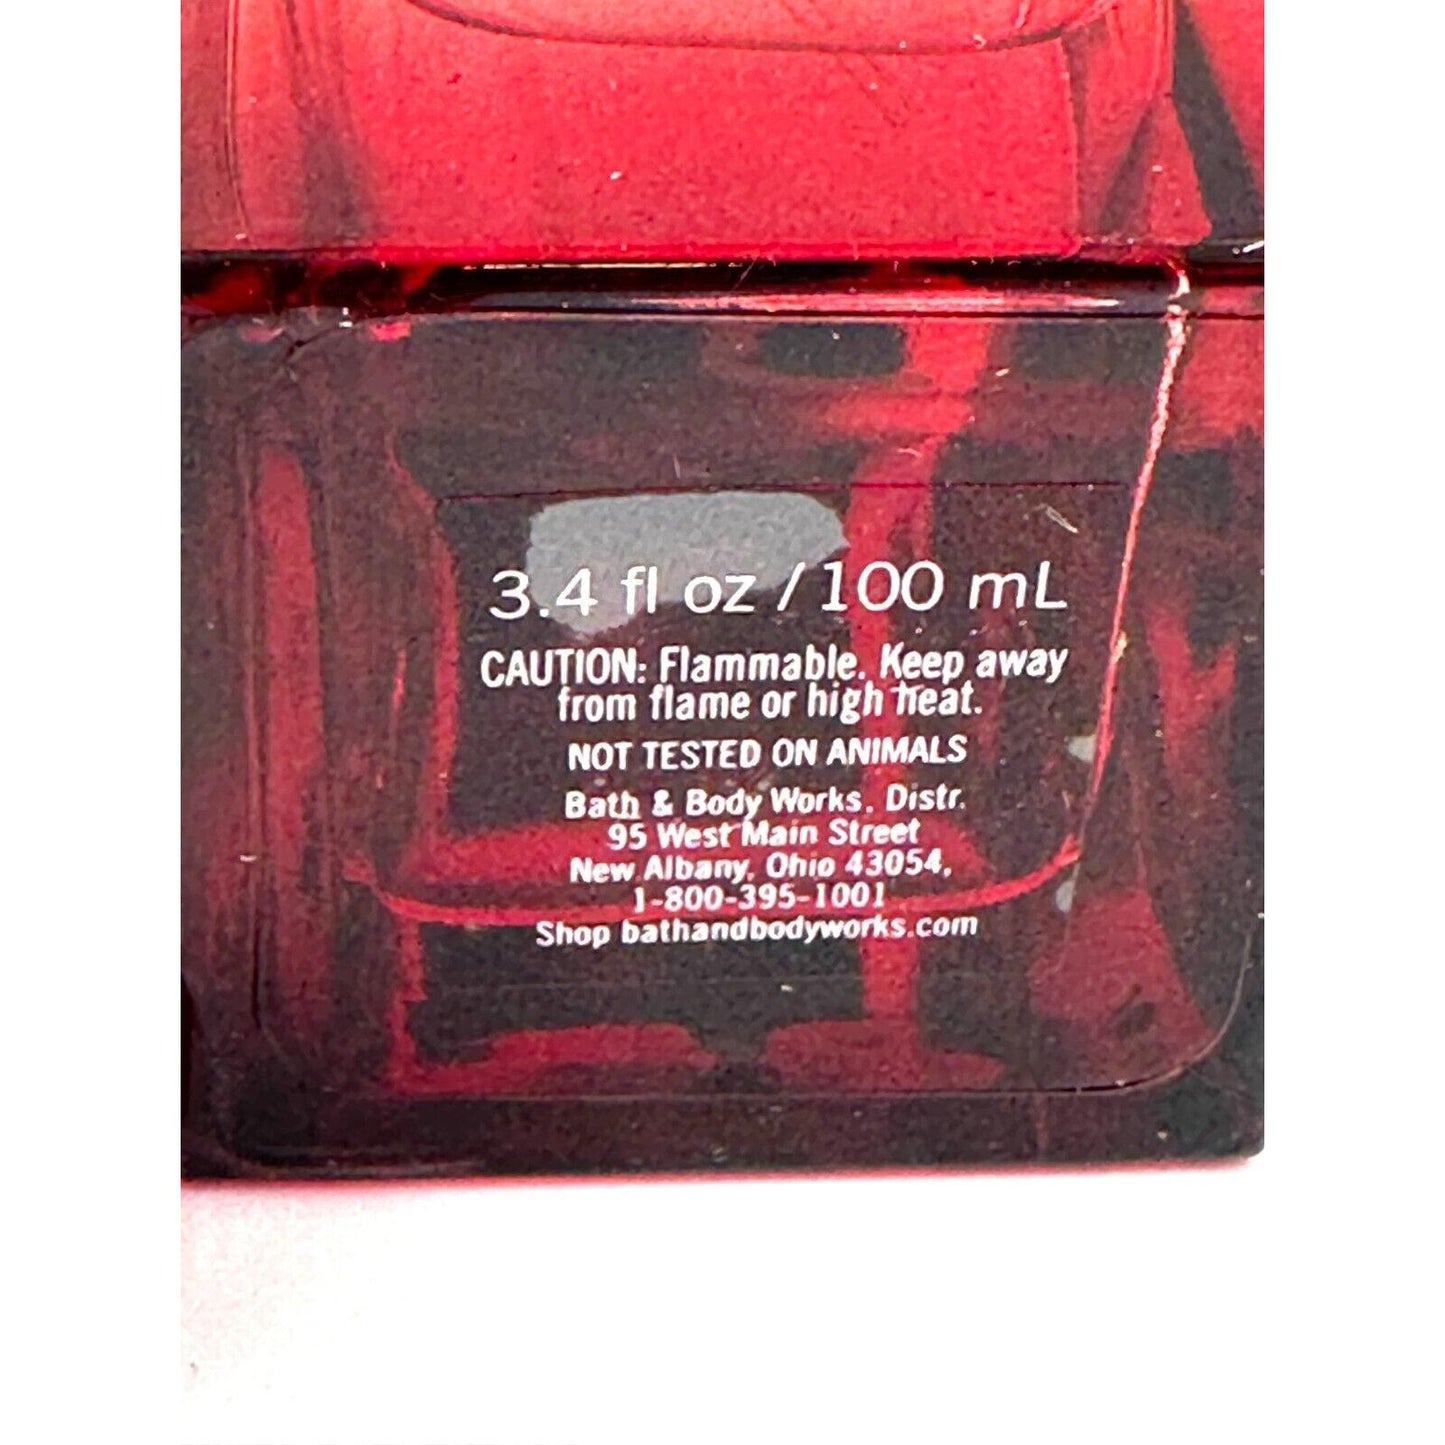 3.4 fl oz / 100 mL
CAUTION: Flammable. Keep away
from flame or high heat.
NOT TESTED ON ANIMALS
Bath & Body Works, Distr.
95 West Main Street
New Albany, Ohio 43054,
1-800-395-1001
Shop bathandbodyworks.com